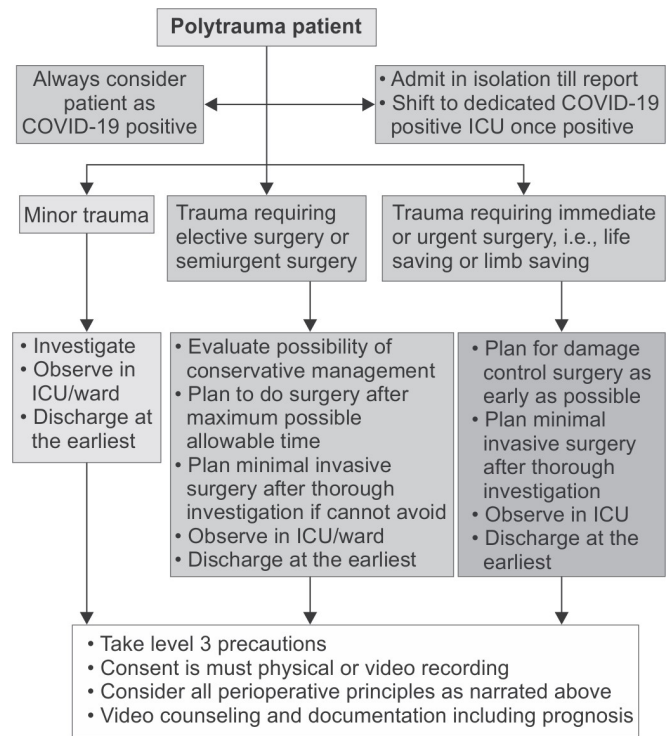 Polytrauma patient
Always consider
patient as
COVID-19 positive
• Admit in isolation till report
• Shift to dedicated COVID-19
positive ICU once positive
Minor trauma
Trauma requiring
elective surgery or
semiurgent surgery
Trauma requiring immediate
or urgent surgery, i.e., life
saving or limb saving
• Investigate
• Observe in
ICU/ward
• Discharge at
the earliest
• Evaluate possibility of
conservative management
• Plan to do surgery after
maximum possible
allowable time
• Plan minimal invasive
surgery after thorough
investigation if cannot avoid
• Observe in ICU/ward
• Discharge at the earliest
• Plan for damage
control surgery as
early as possible
• Plan minimal
invasive surgery
after thorough
investigation
• Observe in ICU
• Discharge at the
earliest
• Take level 3 precautions
• Consent is must physical or video recording
• Consider all perioperative principles as narrated above
• Video counseling and documentation including prognosis